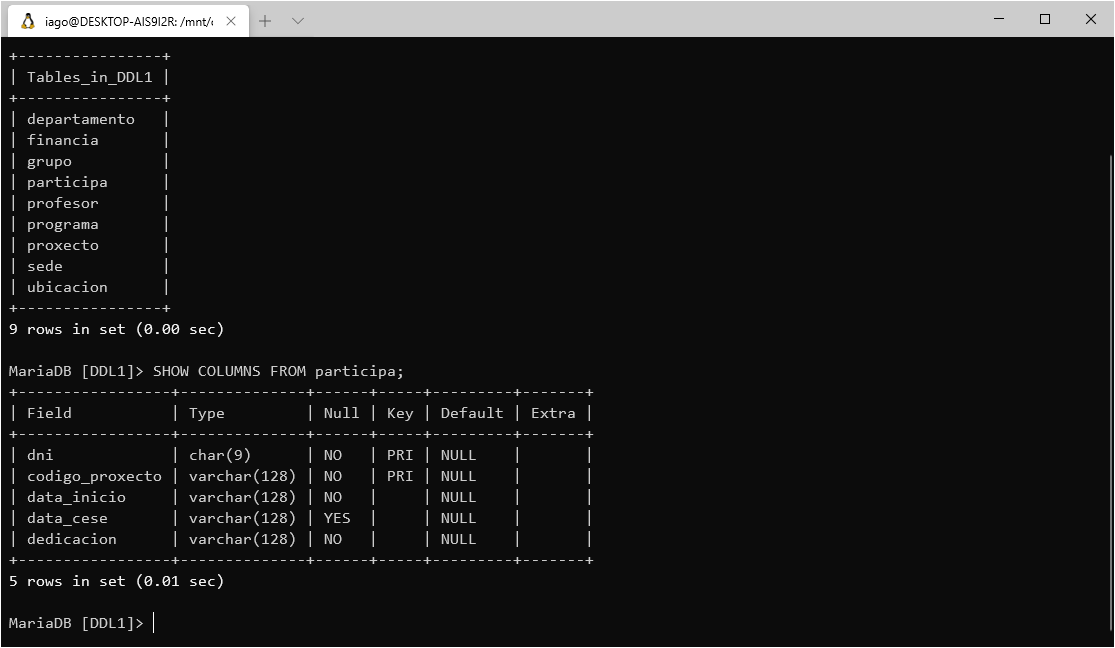 iago@DESKTOP-AIS9I2R: /mnt/c
+----------------+
| Tables_in_DDL1 |
+----------------+
| departamento   |
| financia       |
| grupo          |
| participa      |
| profesor       |
| programa       |
| proxecto       |
| sede           |
| ubicacion      |
+----------------+
9 rows in set (0.00 sec)

MariaDB [DDL1]> SHOW COLUMNS FROM participa;
+-----------------+--------------+------+-----+---------+-------+
| Field           | Type         | Null | Key | Default | Extra |
+-----------------+--------------+------+-----+---------+-------+
| dni             | char(9)      | NO   | PRI | NULL    |       |
| codigo_proxecto | varchar(128) | NO   | PRI | NULL    |       |
| data_inicio     | varchar(128) | NO   |     | NULL    |       |
| data_cese       | varchar(128) | YES  |     | NULL    |       |
| dedicacion      | varchar(128) | NO   |     | NULL    |       |
+-----------------+--------------+------+-----+---------+-------+
5 rows in set (0.01 sec)

MariaDB [DDL1]>